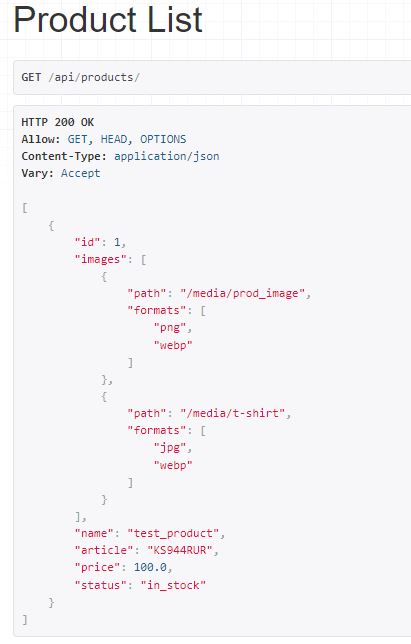 Product List
GET /api/products/
HTTP 200 OK
Allow: GET, HEAD, OPTIONS
Content-Type: application/json
Vary: Accept
[
    {
        "id": 1,
        "images": [
            {
                "path": "/media/prod_image",
                "formats": [
                    "png",
                    "webp"
                ]
            },
            {
                "path": "/media/t-shirt",
                "formats": [
                    "jpg",
                    "webp"
                ]
            }
        ],
        "name": "test_product",
        "article": "KS944RUR",
        "price": 100.0,
        "status": "in_stock"
    }
]